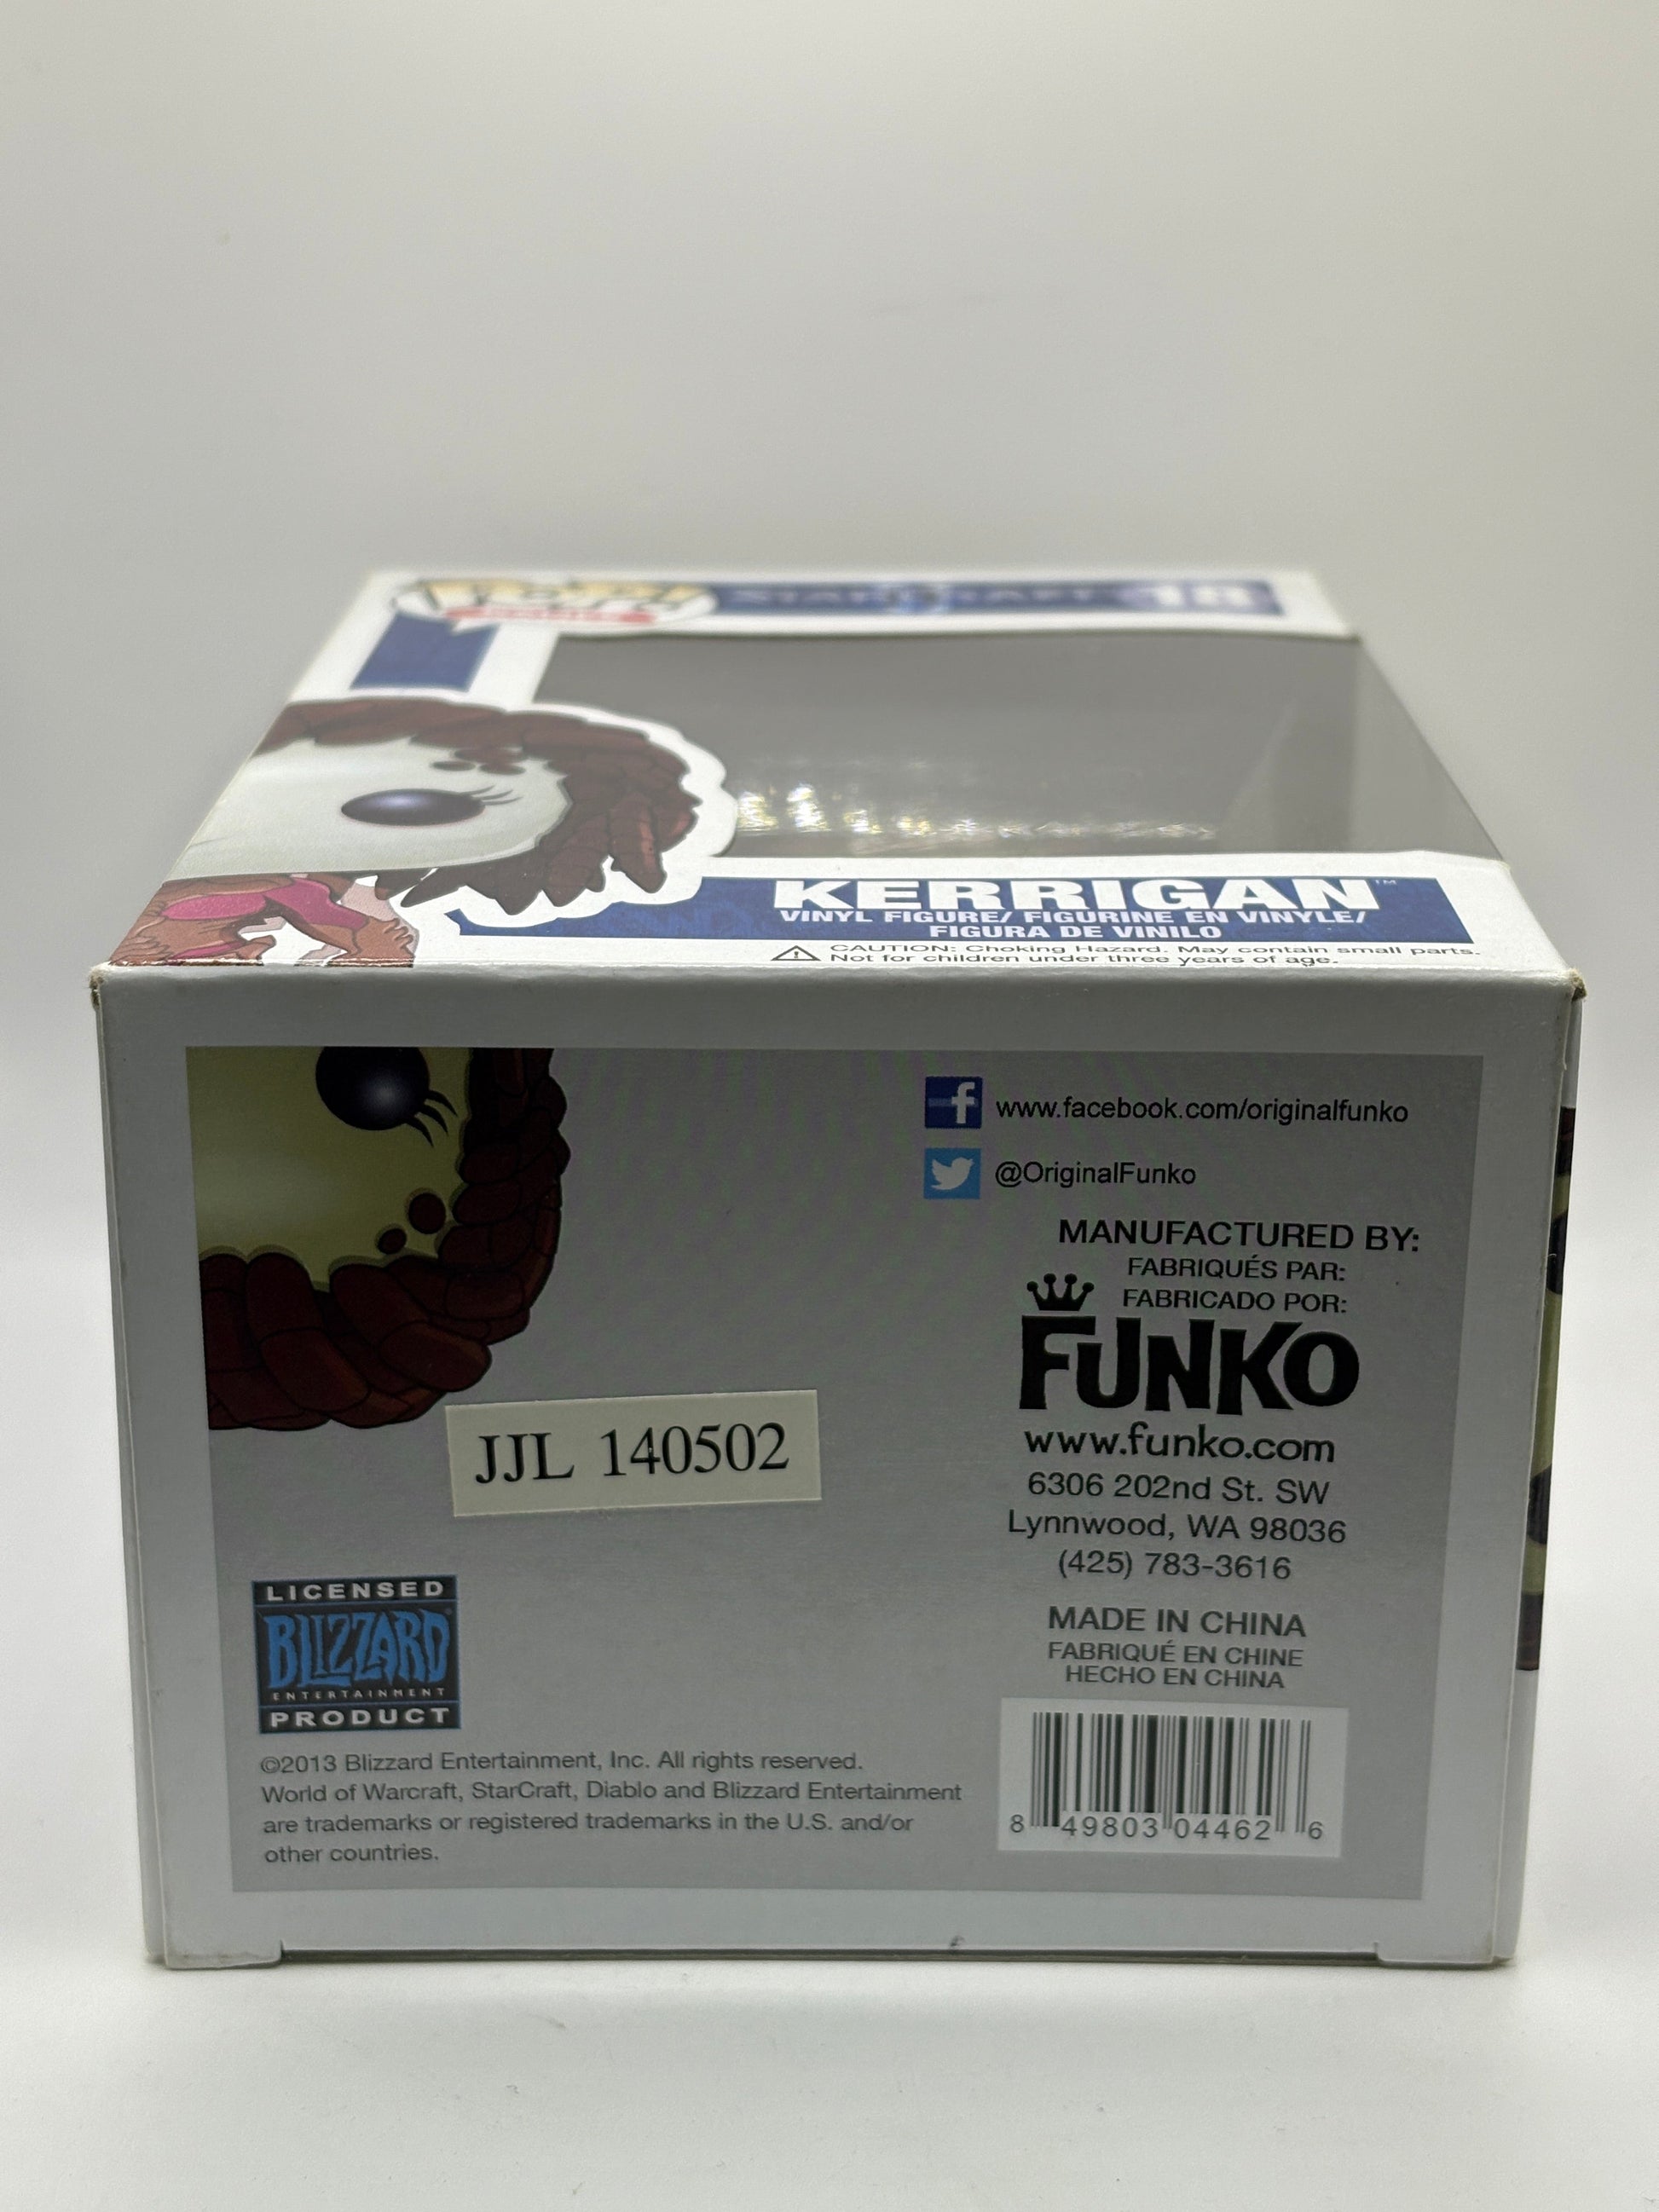 POP!
STARCRAFT
18
KERRIGAN™
VINYL FIGURE/ FIGURINE EN VINYLE/
FIGURA DE VINILO
CAUTION: Choking Hazard. May contain small parts.
Not for children under three years of age.
www.facebook.com/originalfunko
@OriginalFunko
MANUFACTURED BY:
FABRIQUÉS PAR:
FABRICADO POR:
FUNKO
www.funko.com
6306 202nd St. SW
Lynnwood, WA 98036
(425) 783-3616
MADE IN CHINA
FABRIQUÉ EN CHINE
HECHO EN CHINA
8 49803 04462 6
JJL 140502
LICENSED
BLIZZARD
ENTERTAINMENT
PRODUCT
©2013 Blizzard Entertainment, Inc. All rights reserved.
World of Warcraft, StarCraft, Diablo and Blizzard Entertainment
are trademarks or registered trademarks in the U.S. and/or
other countries.